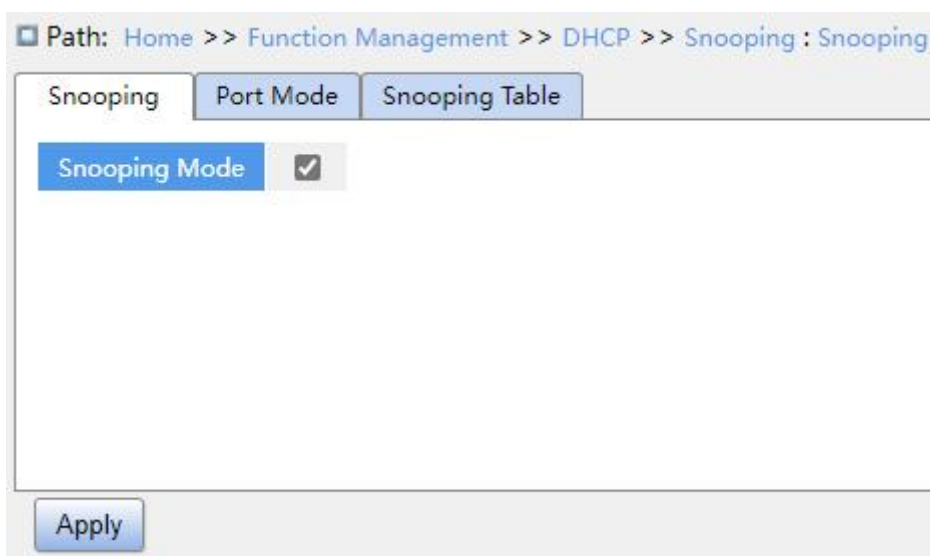 Path: Home >> Function Management >> DHCP >> Snooping : Snooping
Snooping Port Mode Snooping Table
Snooping Mode
Apply